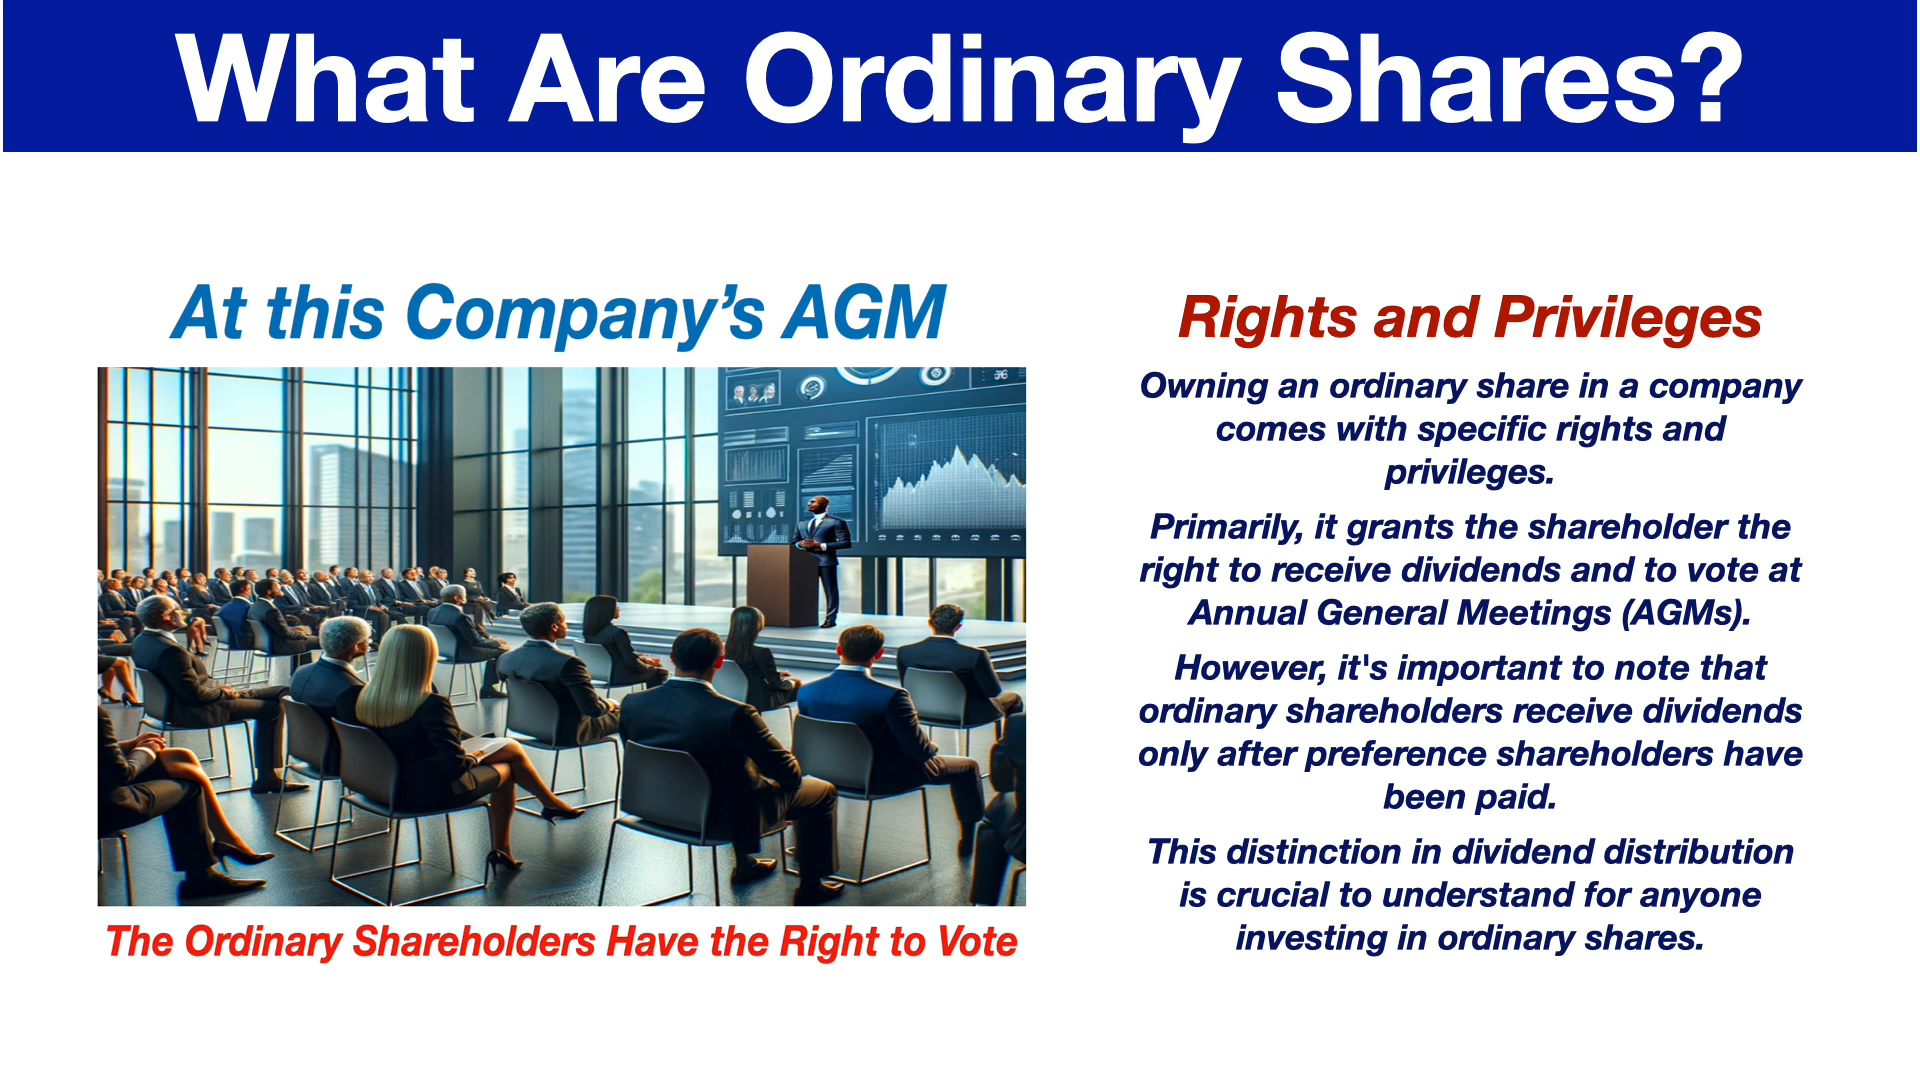 What Are Ordinary Shares?
At this Company’s AGM
The Ordinary Shareholders Have the Right to Vote
Rights and Privileges
Owning an ordinary share in a company
comes with specific rights and
privileges.
Primarily, it grants the shareholder the
right to receive dividends and to vote at
Annual General Meetings (AGMs).
However, it's important to note that
ordinary shareholders receive dividends
only after preference shareholders have
been paid.
This distinction in dividend distribution
is crucial to understand for anyone
investing in ordinary shares.